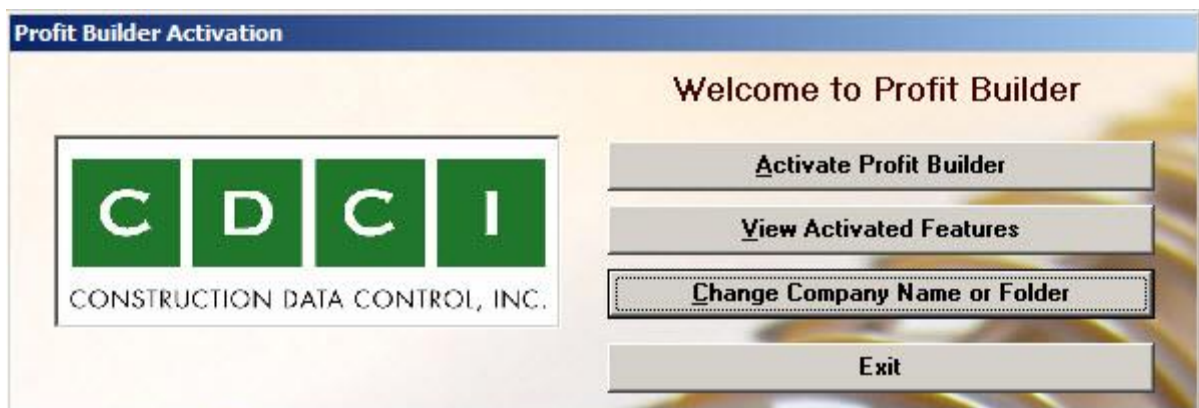 Profit Builder Activation
Welcome to Profit Builder
C D C I
CONSTRUCTION DATA CONTROL, INC.
Activate Profit Builder
View Activated Features
Change Company Name or Folder
Exit